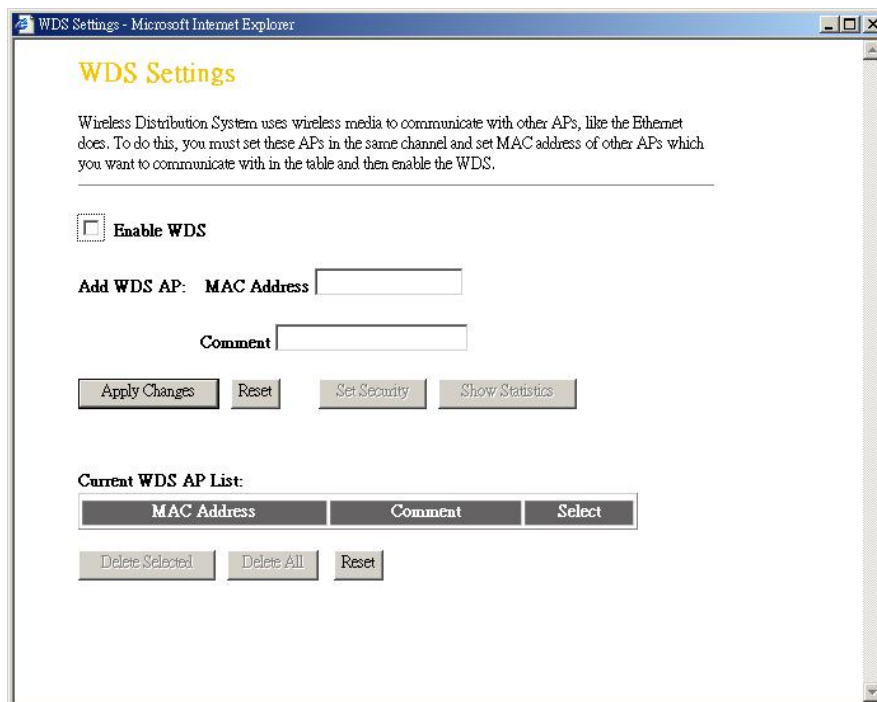 WDS Settings - Microsoft Internet Explorer
WDS Settings
Wireless Distribution System uses wireless media to communicate with other APs, like the Ethernet
does. To do this, you must set these APs in the same channel and set MAC address of other APs which
you want to communicate with in the table and then enable the WDS.
Enable WDS
Add WDS AP: MAC Address
Comment
Apply Changes Reset Set Security Show Statistics
Current WDS AP List:
MAC Address Comment Select
Delete Selected Delete All Reset